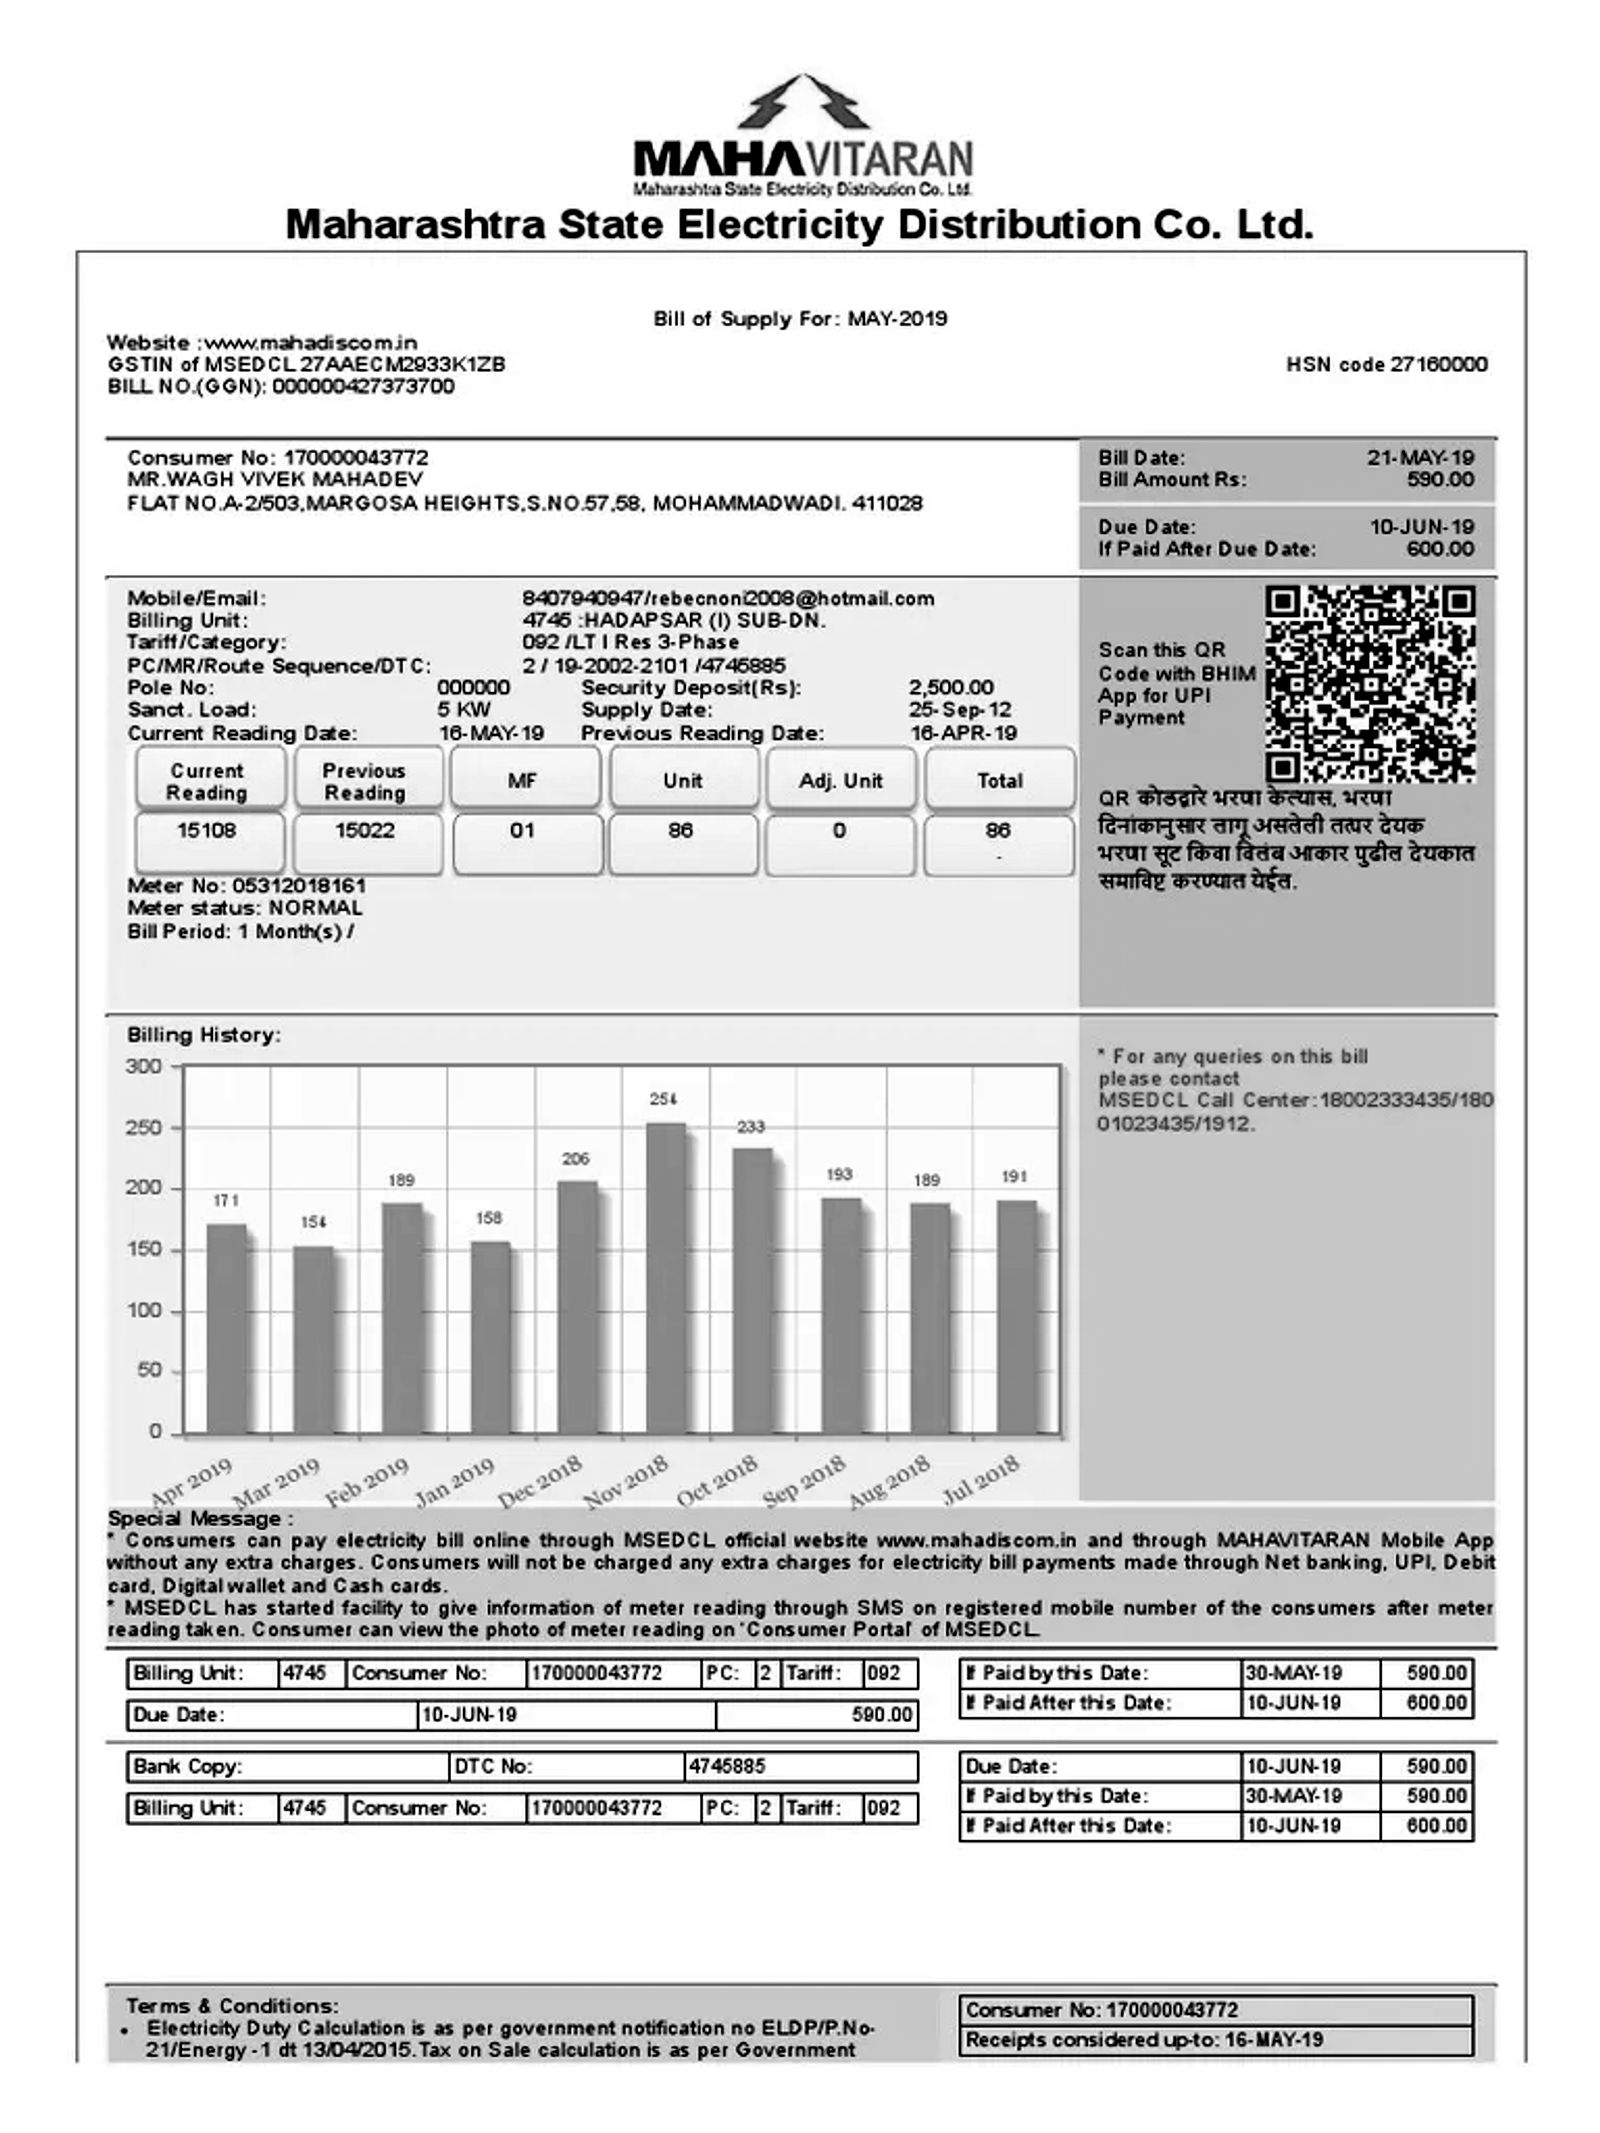 MAHAVITARAN
Maharashtra State Electricity Distribution Co. Ltd.
Maharashtra State Electricity Distribution Co. Ltd.
Bill of Supply For: MAY-2019
Website :www.mahadiscom.in
GSTIN of MSEDCL 27AAECM2933K1ZB
HSN code 27160000
BILL NO.(GGN): 000000427373700
Consumer No: 170000043772
MR.WAGH VIVEK MAHADEV
FLAT NO.A-2/503,MARGOSA HEIGHTS,S.NO.57,58, MOHAMMADWADI. 411028
Bill Date: 21-MAY-19
Bill Amount Rs: 590.00
Due Date: 10-JUN-19
If Paid After Due Date: 600.00
Mobile/Email: 8407940947/rebecnoni2008@hotmail.com
Billing Unit: 4745 :HADAPSAR (I) SUB-DN.
Tariff/Category: 092 /LT I Res 3-Phase
PC/MR/Route Sequence/DTC: 2 / 19-2002-2101 /4745885
Pole No: 000000 Security Deposit(Rs): 2,500.00
Sanct. Load: 5 KW Supply Date: 25-Sep-12
Current Reading Date: 16-MAY-19 Previous Reading Date: 16-APR-19
Current Reading Previous Reading MF Unit Adj. Unit Total
15108 15022 01 86 0 86
Meter No: 05312018161
Meter status: NORMAL
Bill Period: 1 Month(s) /
Scan this QR
Code with BHIM
App for UPI
Payment
QR कोडद्वारे भरणा केल्यास, भरणा
दिनांकानुसार लागू असलेली तत्पर देयक
भरणा सूट किंवा विलंब आकार पुढील देयकात
समाविष्ट करण्यात येईल.
Billing History:
300
250
200
150
100
50
0
171 154 189 158 206 254 233 193 189 191
Apr 2019 Mar 2019 Feb 2019 Jan 2019 Dec 2018 Nov 2018 Oct 2018 Sep 2018 Aug 2018 Jul 2018
* For any queries on this bill
please contact
MSEDCL Call Center:18002333435/180
01023435/1912.
Special Message :
* Consumers can pay electricity bill online through MSEDCL official website www.mahadiscom.in and through MAHAVITARAN Mobile App
without any extra charges. Consumers will not be charged any extra charges for electricity bill payments made through Net banking, UPI, Debit
card, Digital wallet and Cash cards.
* MSEDCL has started facility to give information of meter reading through SMS on registered mobile number of the consumers after meter
reading taken. Consumer can view the photo of meter reading on 'Consumer Portal' of MSEDCL
Billing Unit: 4745 Consumer No: 170000043772 PC: 2 Tariff: 092
Due Date: 10-JUN-19 590.00
If Paid by this Date: 30-MAY-19 590.00
If Paid After this Date: 10-JUN-19 600.00
Bank Copy: DTC No: 4745885
Billing Unit: 4745 Consumer No: 170000043772 PC: 2 Tariff: 092
Due Date: 10-JUN-19 590.00
If Paid by this Date: 30-MAY-19 590.00
If Paid After this Date: 10-JUN-19 600.00
Terms & Conditions:
• Electricity Duty Calculation is as per government notification no ELDP/P.No-
21/Energy -1 dt 13/04/2015.Tax on Sale calculation is as per Government
Consumer No: 170000043772
Receipts considered up-to: 16-MAY-19